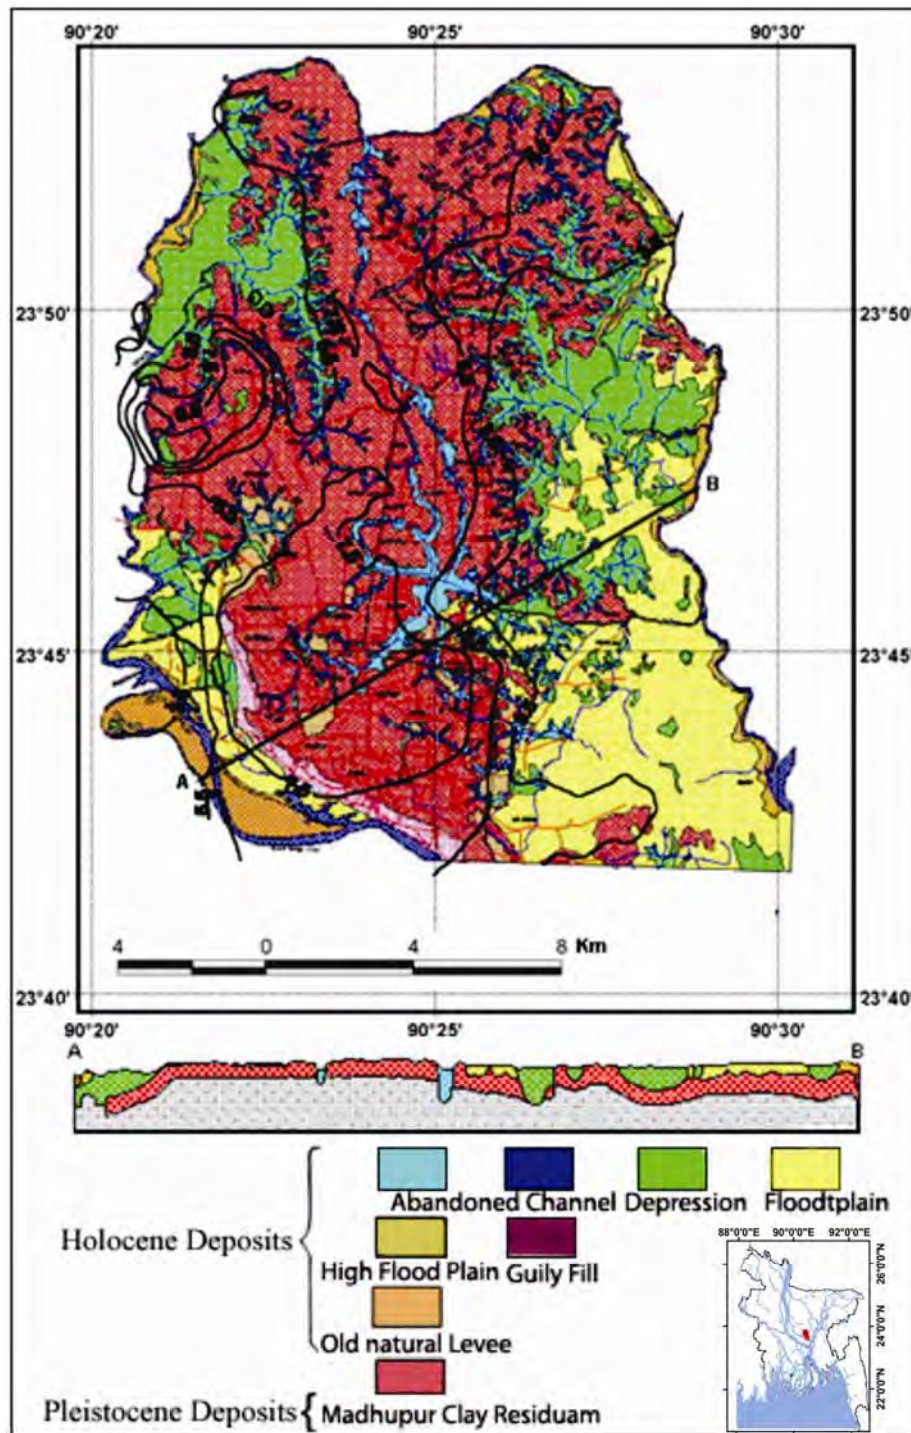 90°20' 90°25' 90°30'
23°50' 23°50'
B
23°45' 23°45'
A
4 0 4 8 Km
23°40' 23°40'
90°20' 90°25' 90°30'
A B
Abandoned Channel Depression Floodtplain
Holocene Deposits
High Flood Plain Guily Fill
Old natural Levee
Pleistocene Deposits { Madhupur Clay Residuam
88°0'0"E 90°0'0"E 92°0'0"E
26°0'0"N
24°0'0"N
22°0'0"N